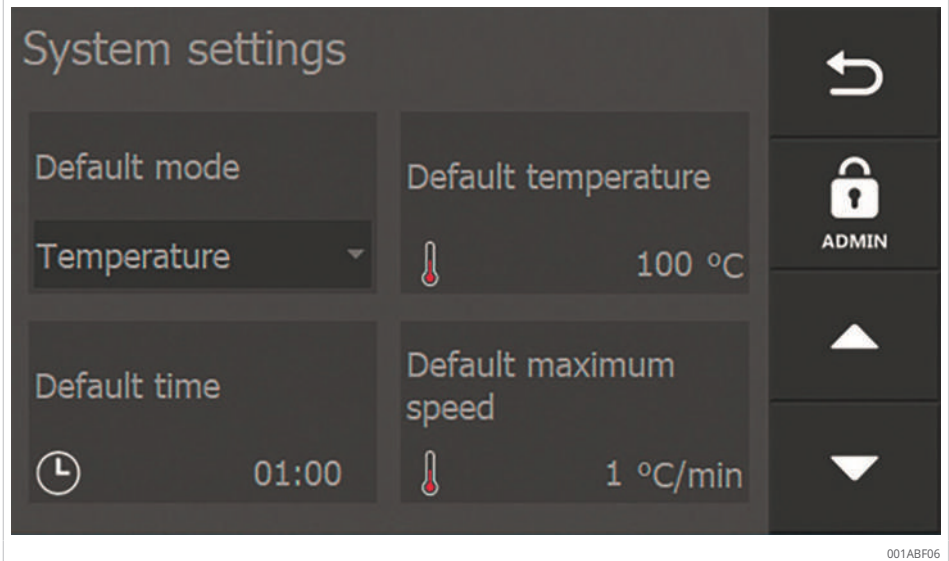 System settings
Default mode
Temperature
Default temperature
100 °C
Default time
01:00
Default maximum
speed
1 °C/min
ADMIN
001ABF06